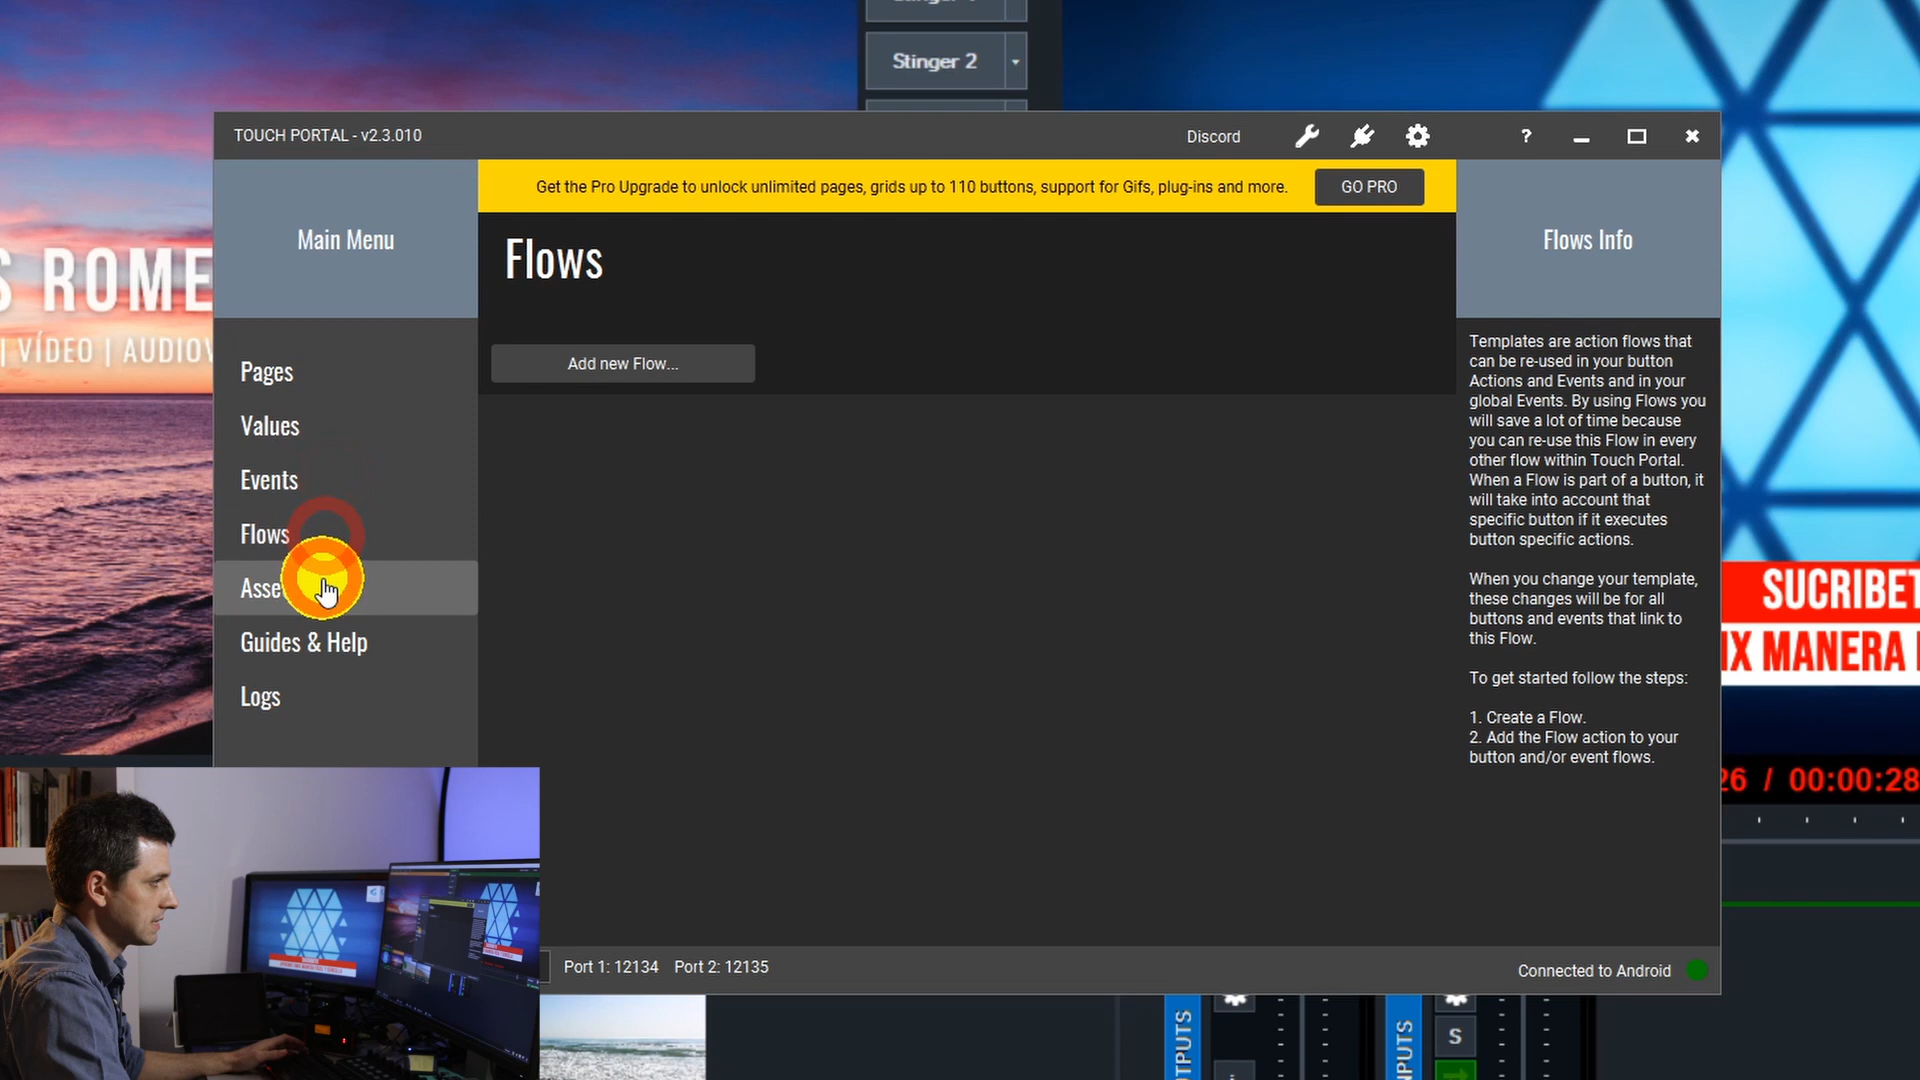 Stinger 2
TOUCH PORTAL - v2.3.010
Discord
?
Main Menu
Get the Pro Upgrade to unlock unlimited pages, grids up to 110 buttons, support for Gifs, plug-ins and more.
GO PRO
Flows Info
Flows
S ROME
| VÍDEO |
Add new Flow...
Pages
Values
Events
Flows
Guides & Help
Logs
Templates are action flows that
can be re-used in your button
Actions and Events and in your
global Events. By using Flows you
will save a lot of time because
you can re-use this Flow in every
other flow within Touch Portal.
When a Flow is part of a button, it
will take into account that
specific button if it executes
button specific actions.
When you change your template,
these changes will be for all
buttons and events that link to
this Flow.
To get started follow the steps:
1. Create a Flow.
2. Add the Flow action to your
button and/or event flows.
SUCRIBET
IX MANERA
26 / 00:00:28
Port 1: 12134 Port 2: 12135
Connected to Android
S